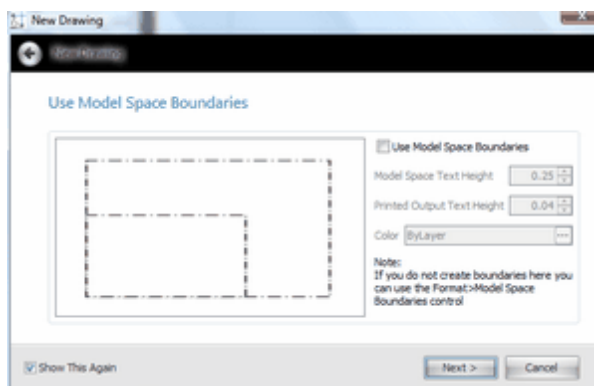 New Drawing
New Drawing
Use Model Space Boundaries
Use Model Space Boundaries
Model Space Text Height 0.25
Printed Output Text Height 0.04
Color ByLayer ...
Note:
If you do not create boundaries here you
can use the Format>Model Space
Boundaries control
Show This Again
Next >
Cancel